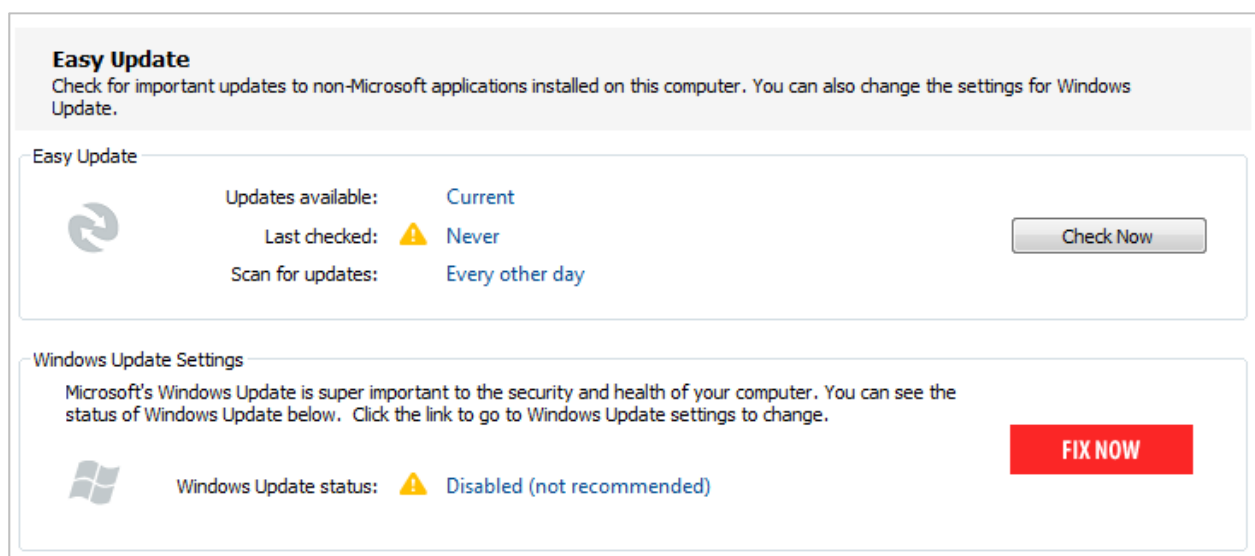 Easy Update
Check for important updates to non-Microsoft applications installed on this computer. You can also change the settings for Windows
Update.
Easy Update
Updates available: Current
Last checked: Never
Check Now
Scan for updates: Every other day
Windows Update Settings
Microsoft's Windows Update is super important to the security and health of your computer. You can see the
status of Windows Update below.  Click the link to go to Windows Update settings to change.
FIX NOW
Windows Update status: Disabled (not recommended)